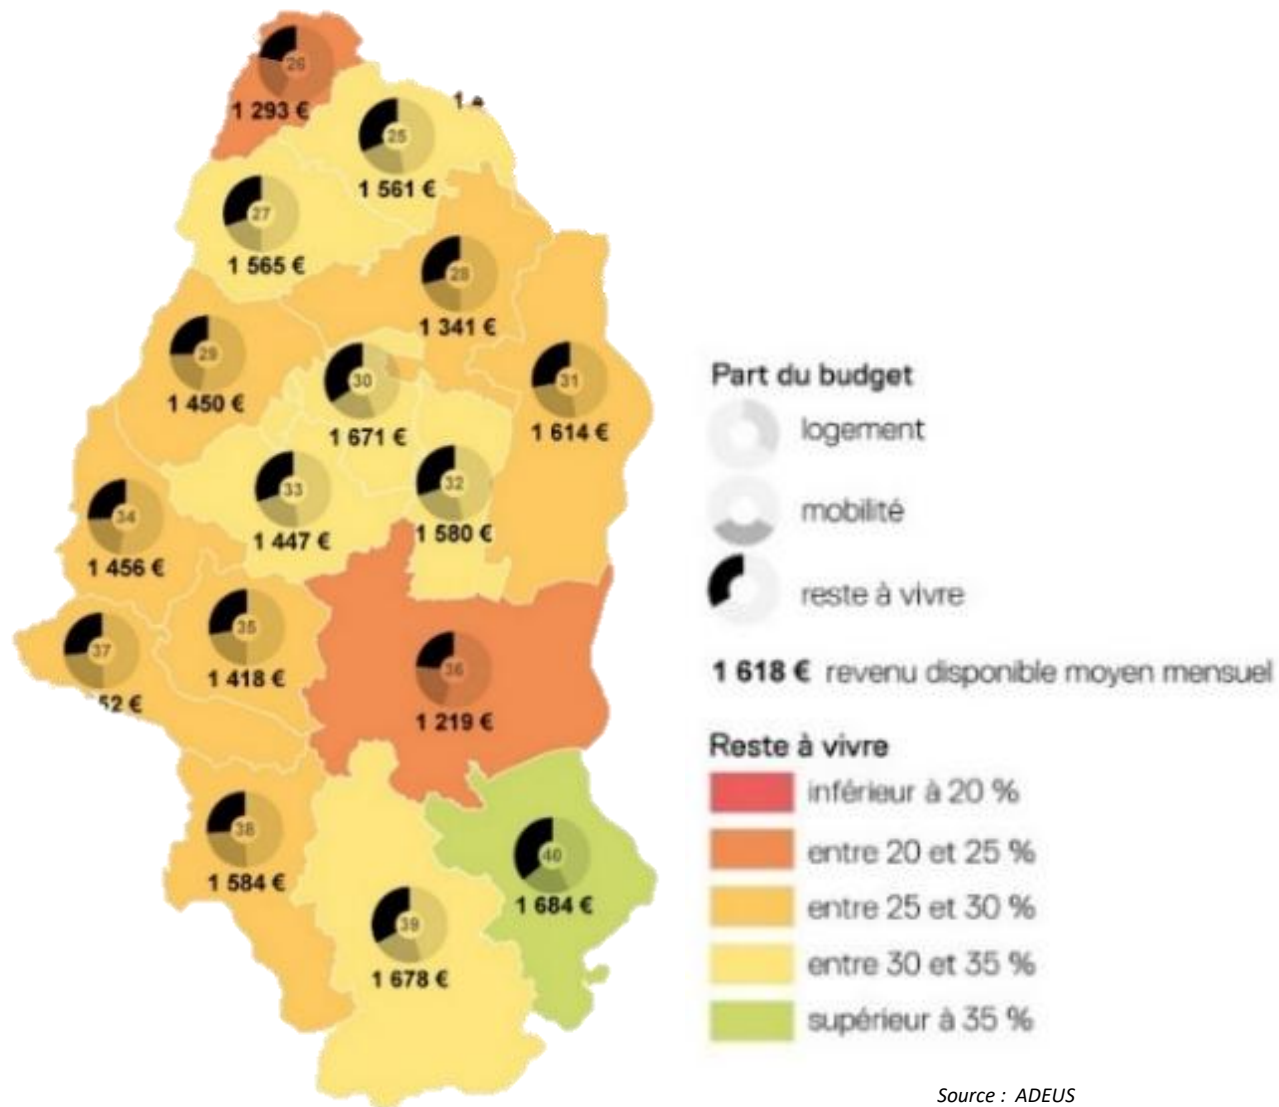 26
1 293 €
25
1 561 €
27
1 565 €
28
1 341 €
29
1 450 €
30
1 671 €
31
1 614 €
33
1 447 €
32
1 580 €
34
1 456 €
35
1 418 €
37
52 €
36
1 219 €
38
1 584 €
40
1 684 €
39
1 678 €
Part du budget
logement
mobilité
reste à vivre
1 618 € revenu disponible moyen mensuel
Reste à vivre
inférieur à 20 %
entre 20 et 25 %
entre 25 et 30 %
entre 30 et 35 %
supérieur à 35 %
Source : ADEUS